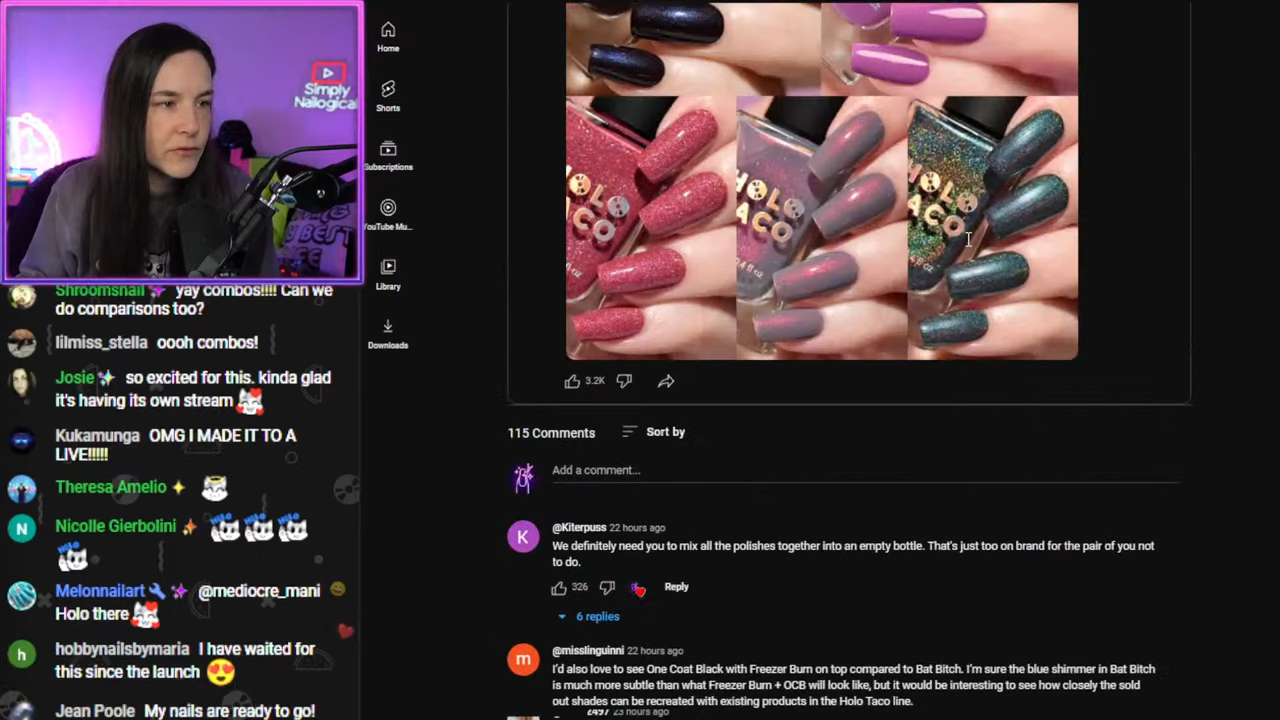 Simply
Nailogical
Home
Shorts
Subscriptions
YouTube Mu...
Library
Downloads
Shroomsnail yay combos!!!! Can we
do comparisons too?
lilmiss_stella oooh combos!
Josie so excited for this. kinda glad
it's having its own stream
Kukamunga OMG I MADE IT TO A
LIVE!!!!!
Theresa Amelio
N Nicolle Gierbolini
Melonnailart @mediocre_mani
Holo there
h hobbynailsbymaria I have waited for
this since the launch
Jean Poole My nails are ready to go!
HOLO
TACO
HOLO
TACO
HOLO
TACO
3.2K
115 Comments Sort by
Add a comment...
K @Kiterpuss 22 hours ago
We definitely need you to mix all the polishes together into an empty bottle. That's just too on brand for the pair of you not
to do.
326 Reply
6 replies
m @misslinguinni 22 hours ago
I'd also love to see One Coat Black with Freezer Burn on top compared to Bat Bitch. I'm sure the blue shimmer in Bat Bitch
is much more subtle than what Freezer Burn + OCB will look like, but it would be interesting to see how closely the sold
out shades can be recreated with existing products in the Holo Taco line.
23 hours ago